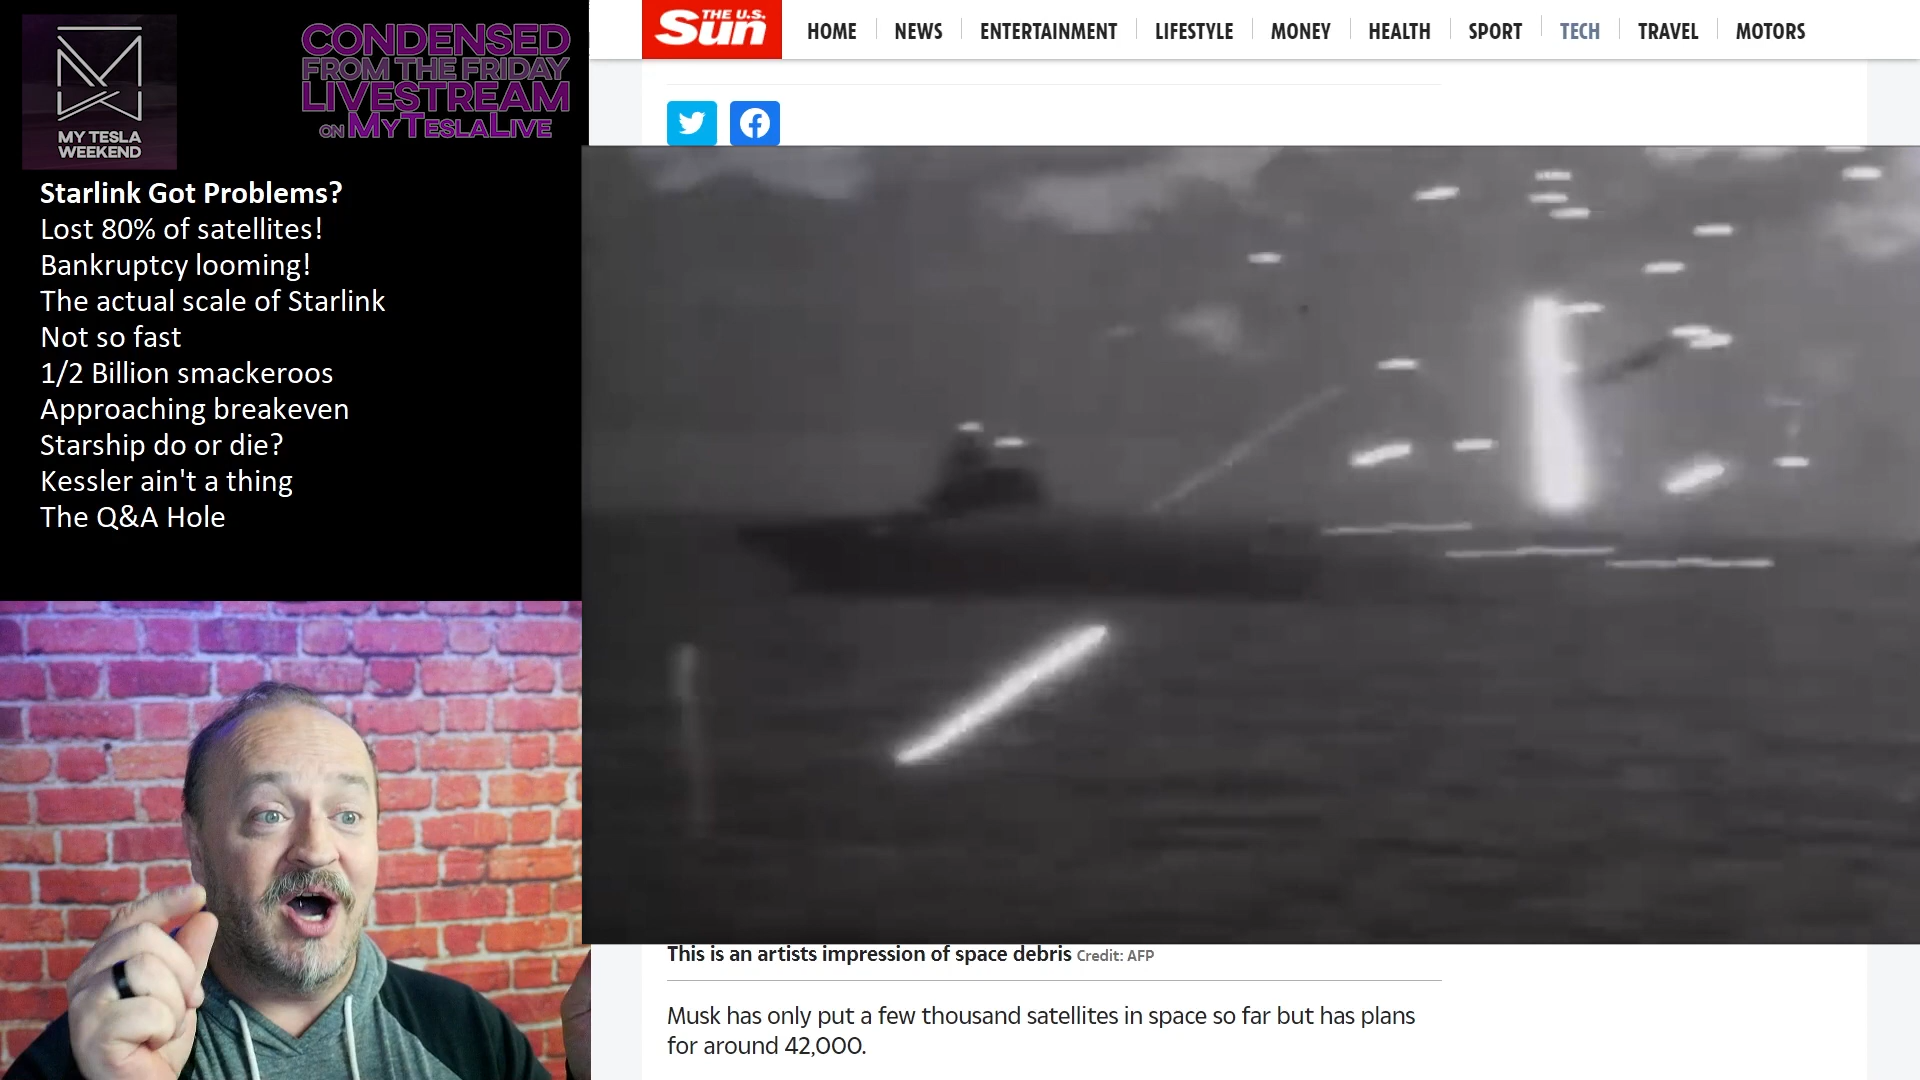 MY TESLA
WEEKEND
CONDENSED
FROM THE FRIDAY
LIVESTREAM
ON MYTESLALIVE
Starlink Got Problems?
Lost 80% of satellites!
Bankruptcy looming!
The actual scale of Starlink
Not so fast
1/2 Billion smackeroos
Approaching breakeven
Starship do or die?
Kessler ain't a thing
The Q&A Hole
THE U.S.
Sun
HOME NEWS ENTERTAINMENT LIFESTYLE MONEY HEALTH SPORT TECH TRAVEL MOTORS
This is an artists impression of space debris Credit: AFP
Musk has only put a few thousand satellites in space so far but has plans
for around 42,000.